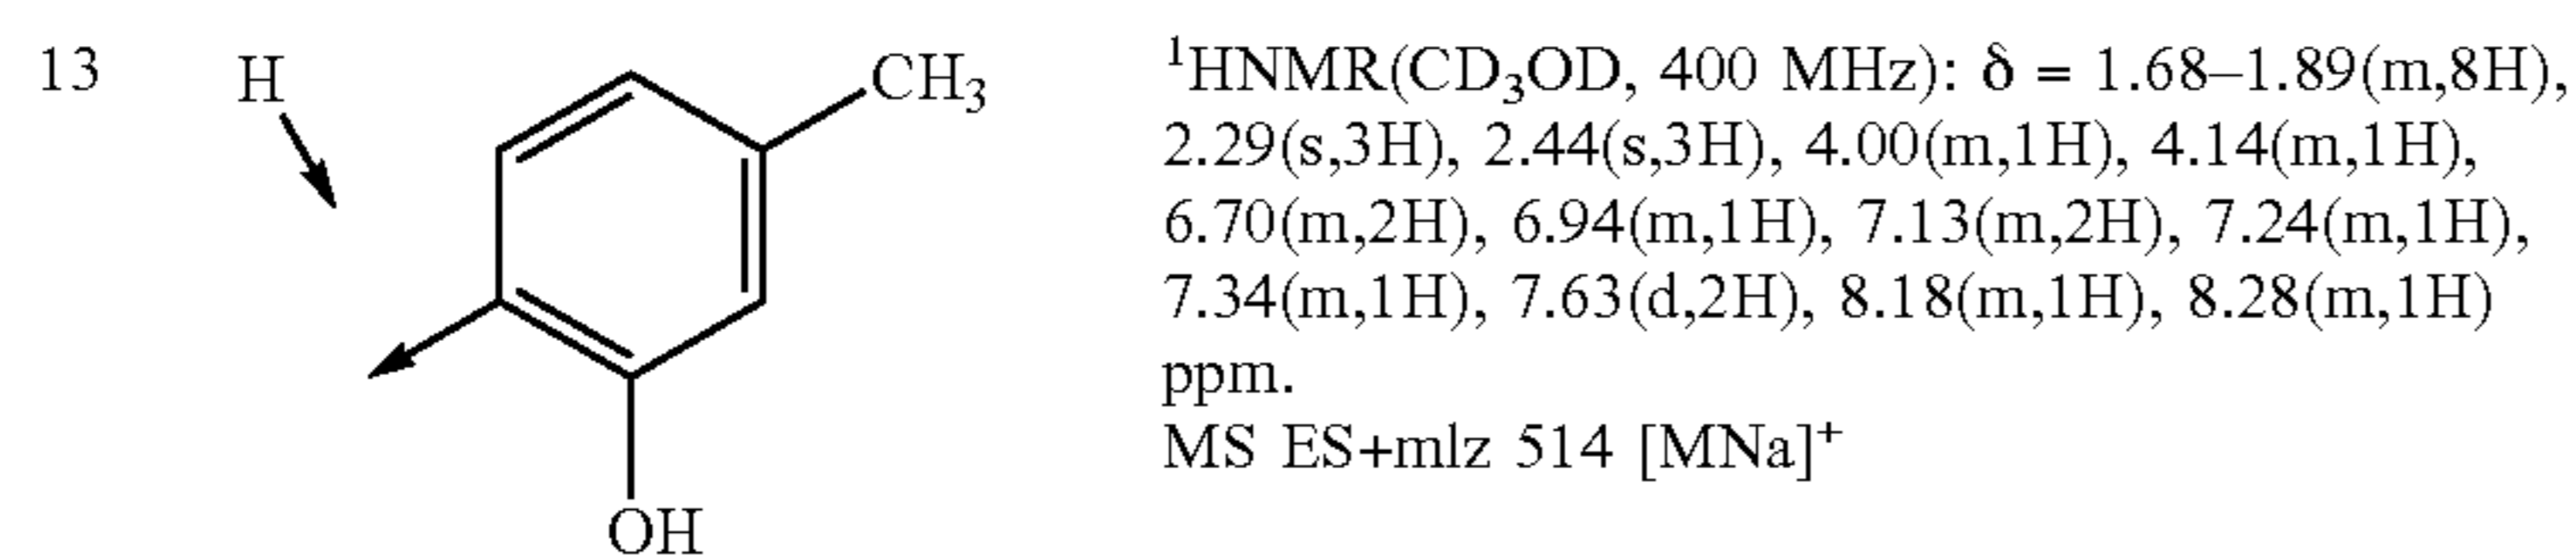 13
H
CH₃
OH
¹HNMR(CD₃OD, 400 MHz): δ = 1.68–1.89(m,8H),
2.29(s,3H), 2.44(s,3H), 4.00(m,1H), 4.14(m,1H),
6.70(m,2H), 6.94(m,1H), 7.13(m,2H), 7.24(m,1H),
7.34(m,1H), 7.63(d,2H), 8.18(m,1H), 8.28(m,1H)
ppm.
MS ES+mlz 514 [MNa]⁺